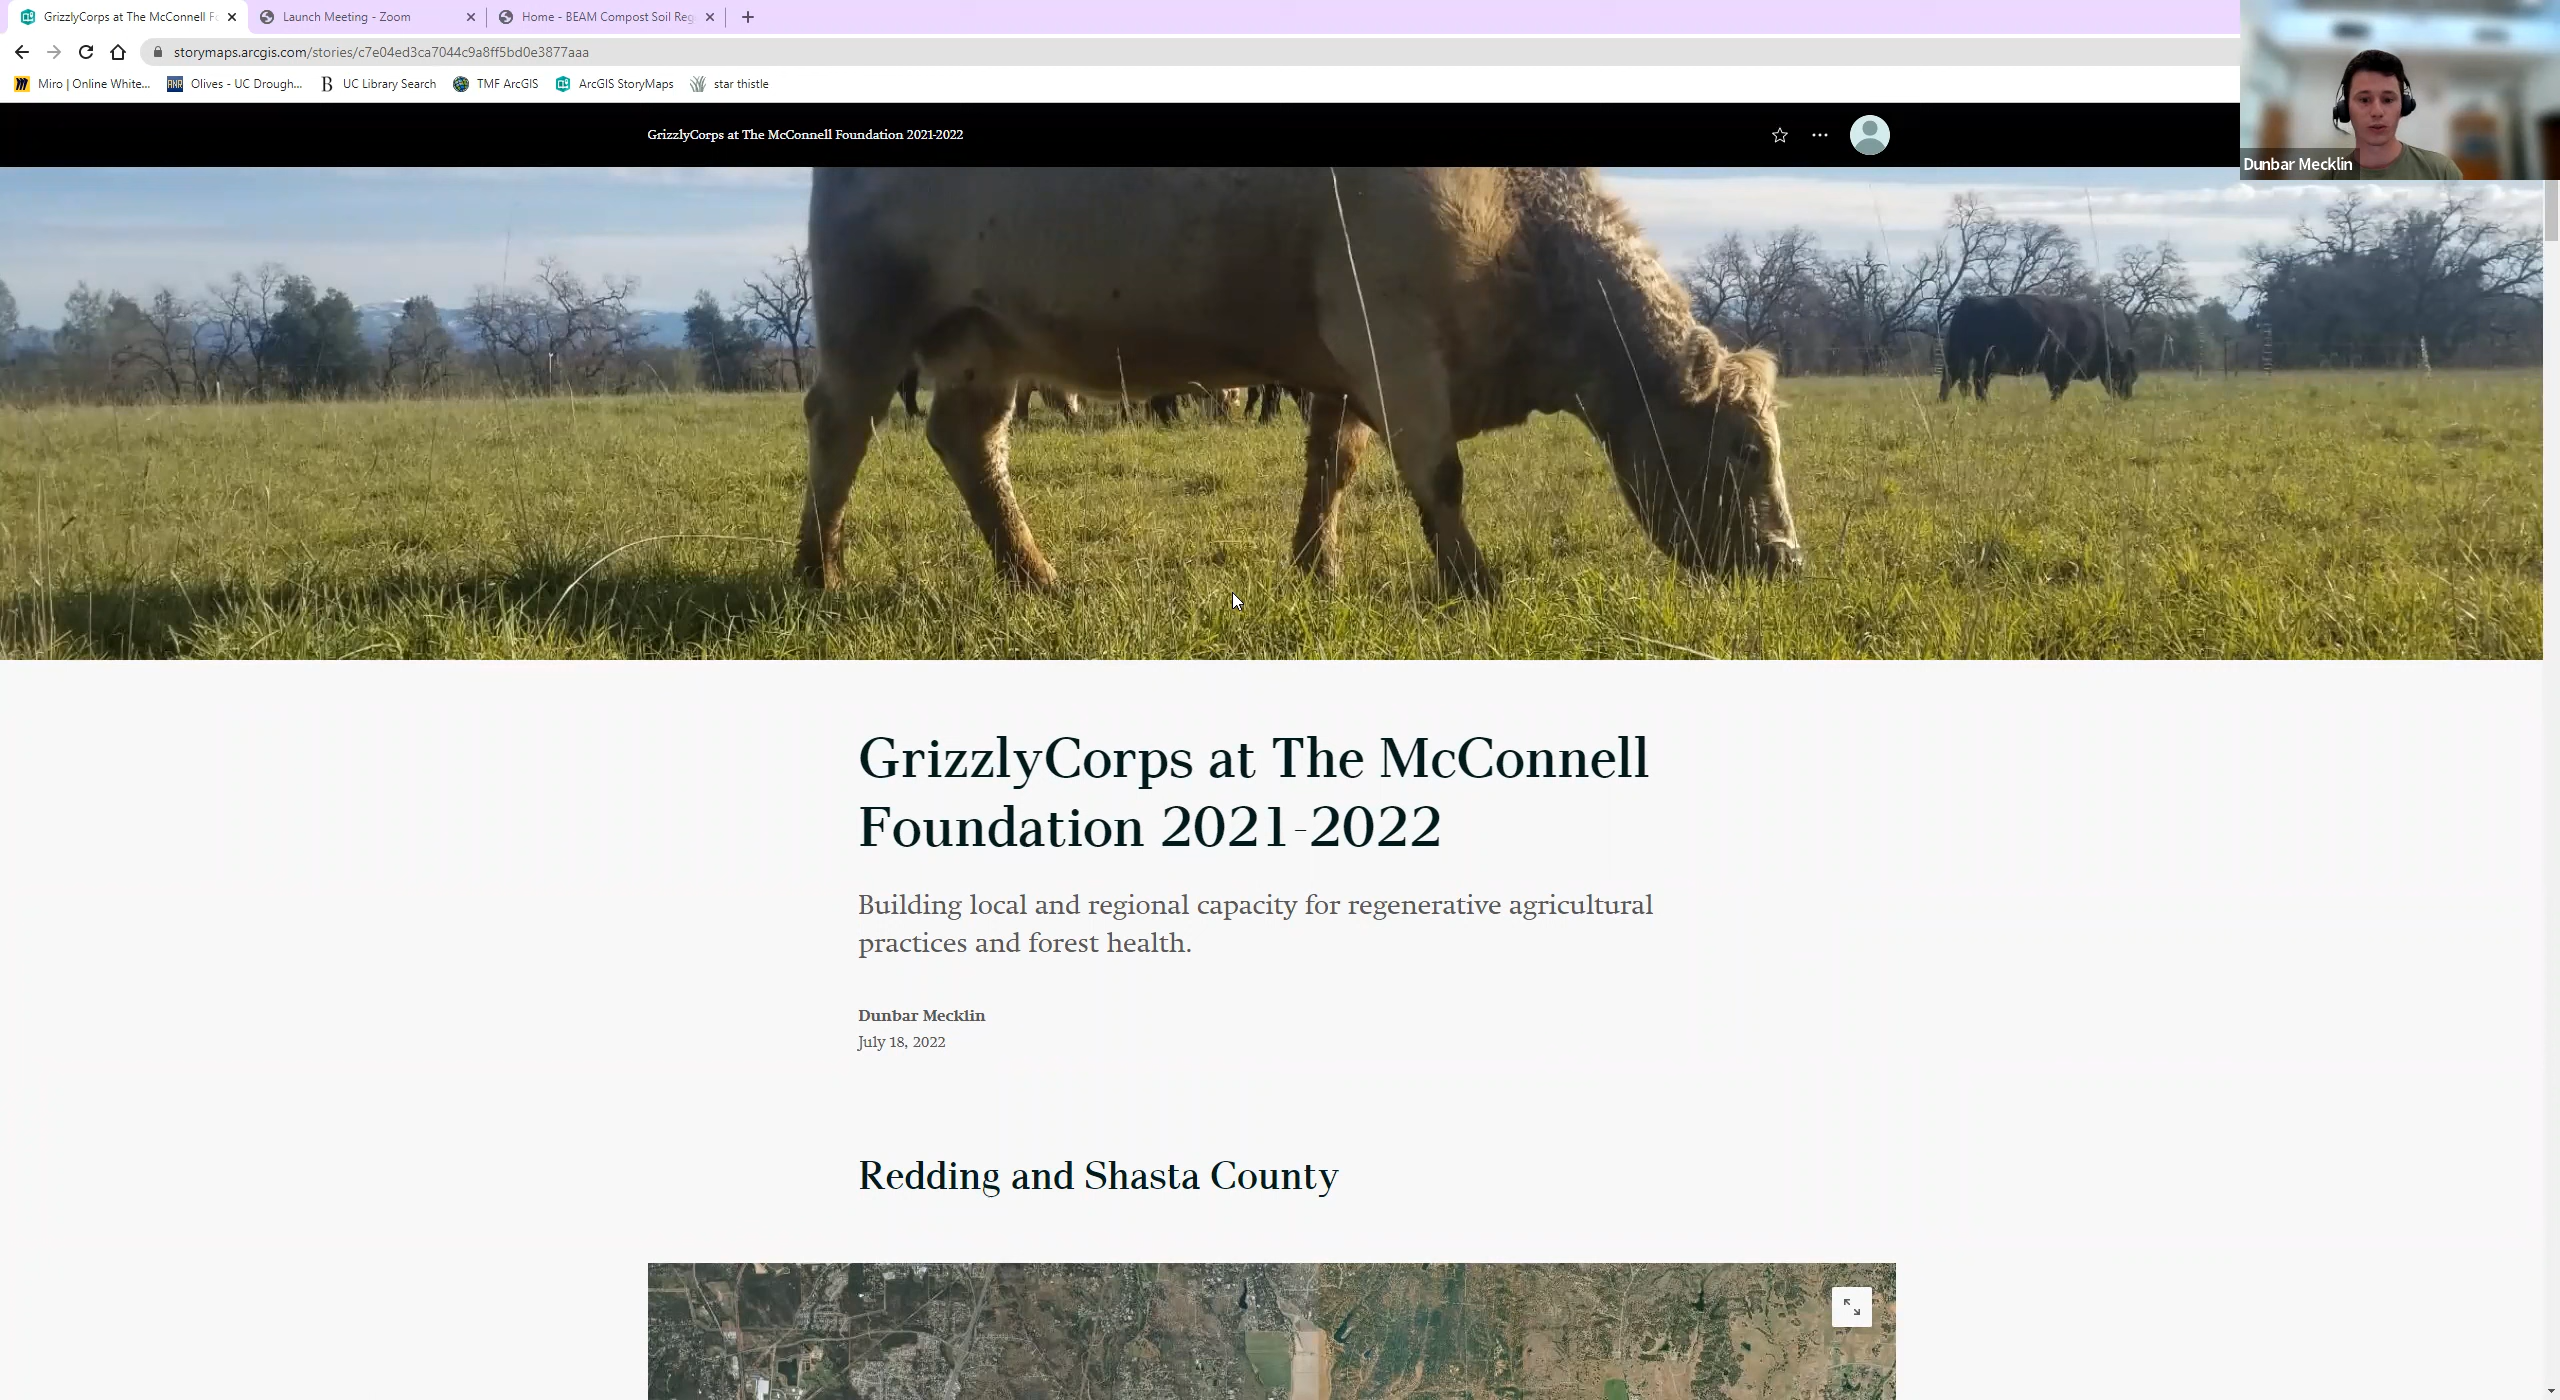 GrizzlyCorps at The McConnell Fo
Launch Meeting - Zoom
Home - BEAM Compost Soil Reg
storymaps.arcgis.com/stories/c7e04ed3ca7044c9a8ff5bd0e3877aaa
Miro | Online White...
Olives - UC Drough...
UC Library Search
TMF ArcGIS
ArcGIS StoryMaps
star thistle
GrizzlyCorps at The McConnell Foundation 2021-2022
Dunbar Mecklin
GrizzlyCorps at The McConnell
Foundation 2021-2022
Building local and regional capacity for regenerative agricultural
practices and forest health.
Dunbar Mecklin
July 18, 2022
Redding and Shasta County